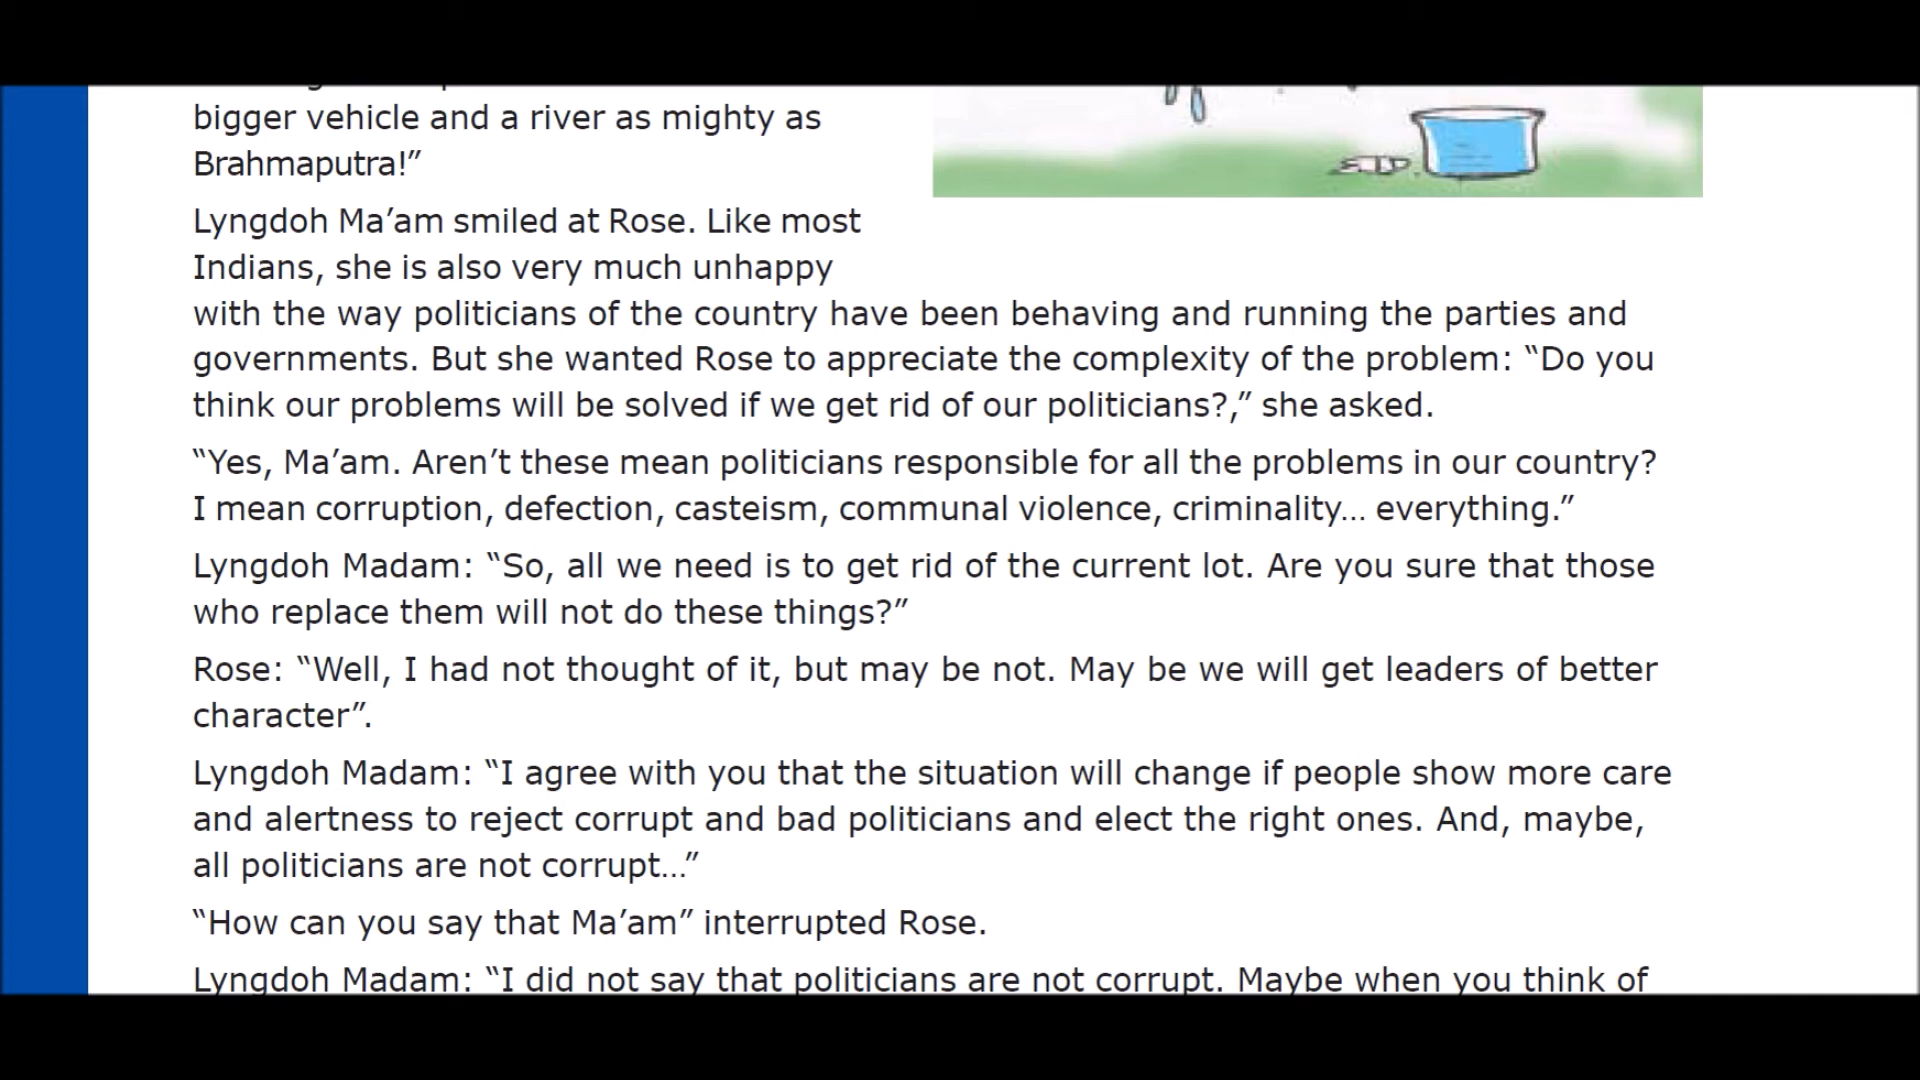 bigger vehicle and a river as mighty as
Brahmaputra!”
Lyngdoh Ma’am smiled at Rose. Like most
Indians, she is also very much unhappy
with the way politicians of the country have been behaving and running the parties and
governments. But she wanted Rose to appreciate the complexity of the problem: “Do you
think our problems will be solved if we get rid of our politicians?,” she asked.
“Yes, Ma’am. Aren’t these mean politicians responsible for all the problems in our country?
I mean corruption, defection, casteism, communal violence, criminality... everything.”
Lyngdoh Madam: “So, all we need is to get rid of the current lot. Are you sure that those
who replace them will not do these things?”
Rose: “Well, I had not thought of it, but may be not. May be we will get leaders of better
character”.
Lyngdoh Madam: “I agree with you that the situation will change if people show more care
and alertness to reject corrupt and bad politicians and elect the right ones. And, maybe,
all politicians are not corrupt...”
“How can you say that Ma’am” interrupted Rose.
Lyngdoh Madam: “I did not say that politicians are not corrupt. Maybe when you think of